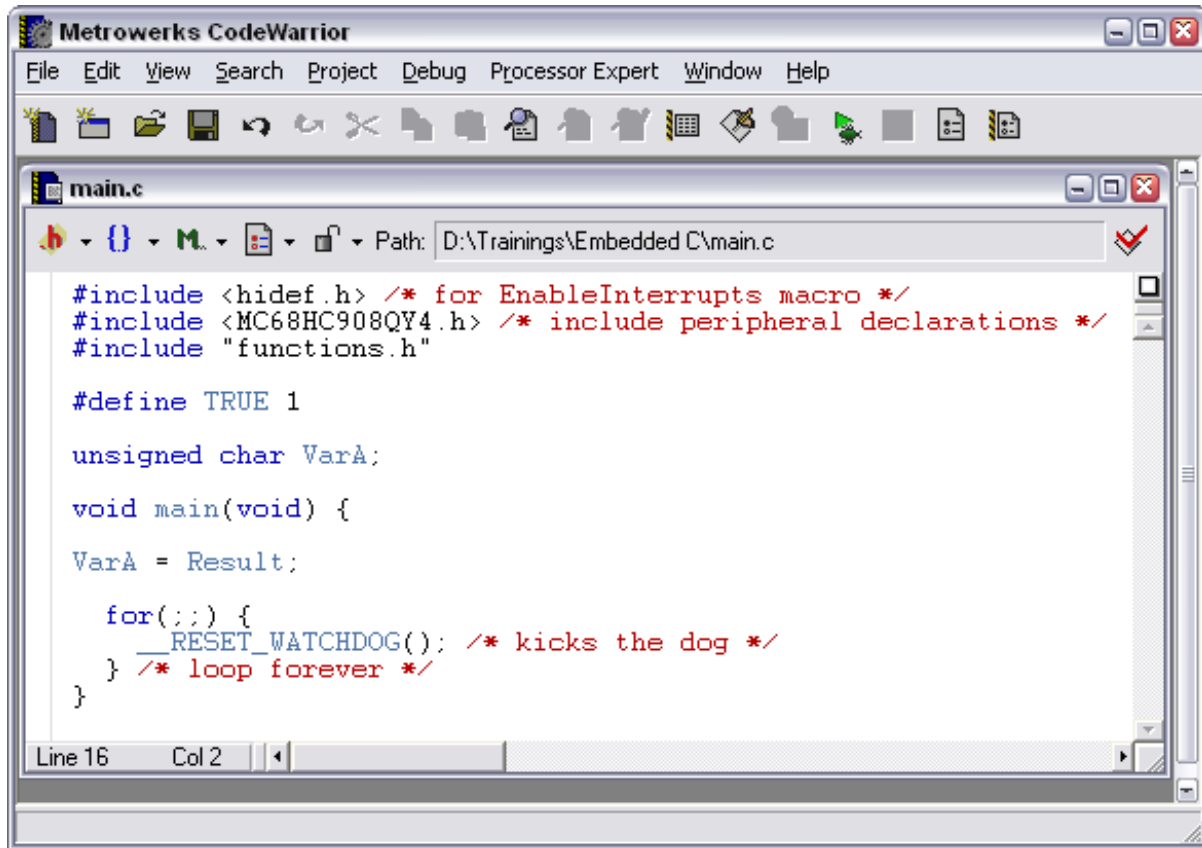 Metrowerks CodeWarrior
File Edit View Search Project Debug Processor Expert Window Help
main.c
.h {} M. Path: D:\Trainings\Embedded C\main.c
#include <hidef.h> /* for EnableInterrupts macro */
#include <MC68HC908QY4.h> /* include peripheral declarations */
#include "functions.h"
#define TRUE 1
unsigned char VarA;
void main(void) {
VarA = Result;
for(;;) {
__RESET_WATCHDOG(); /* kicks the dog */
} /* loop forever */
}
Line 16 Col 2